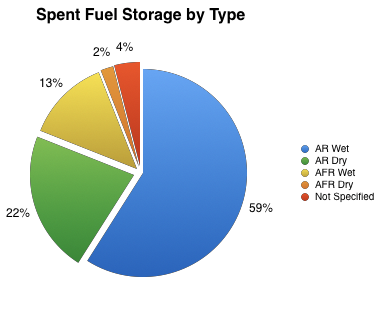 Spent Fuel Storage by Type
2% 4%
13%
22%
59%
AR Wet
AR Dry
AFR Wet
AFR Dry
Not Specified